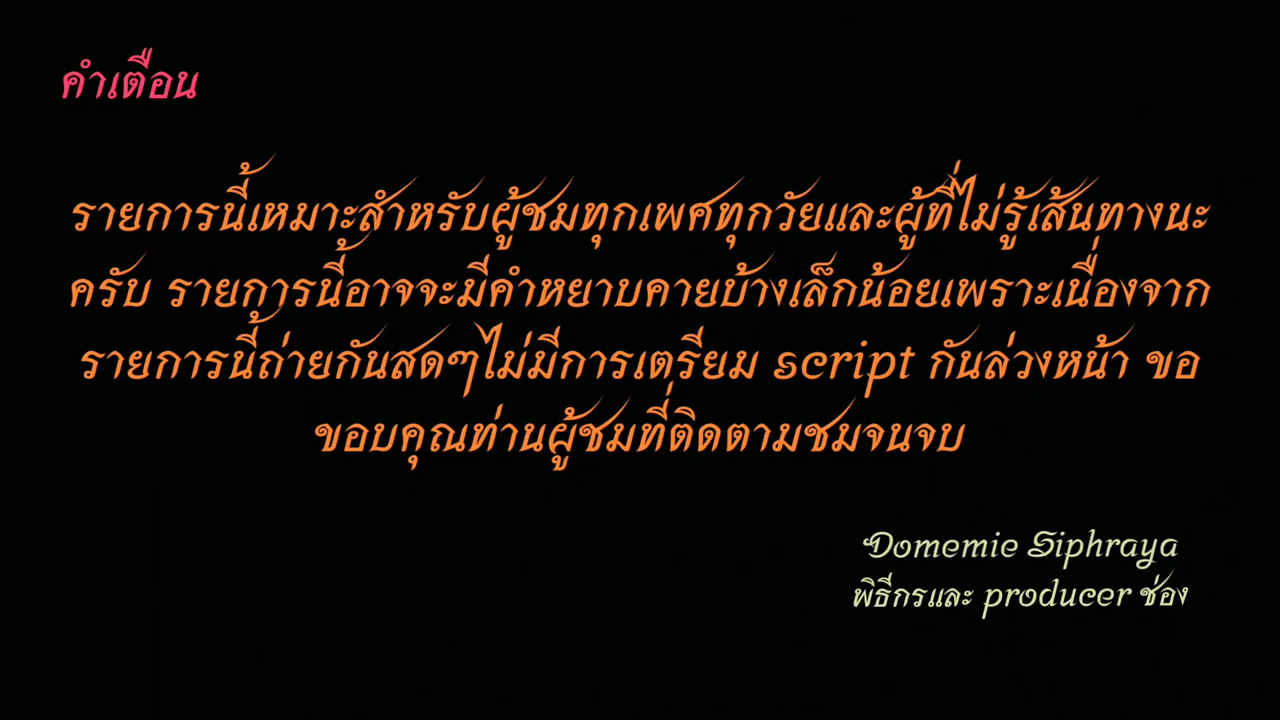 คำเตือน
รายการนี้เหมาะสำหรับผู้ชมทุกเพศทุกวัยและผู้ที่ไม่รู้เส้นทางนะ
ครับ รายการนี้อาจจะมีคำหยาบคายบ้างเล็กน้อยเพราะเนื่องจาก
รายการนี้ถ่ายกันสดๆไม่มีการเตรียม script กันล่วงหน้า ขอ
ขอบคุณท่านผู้ชมที่ติดตามชมจนจบ
Domemie Siphraya
พิธีกรและ producer ช่อง